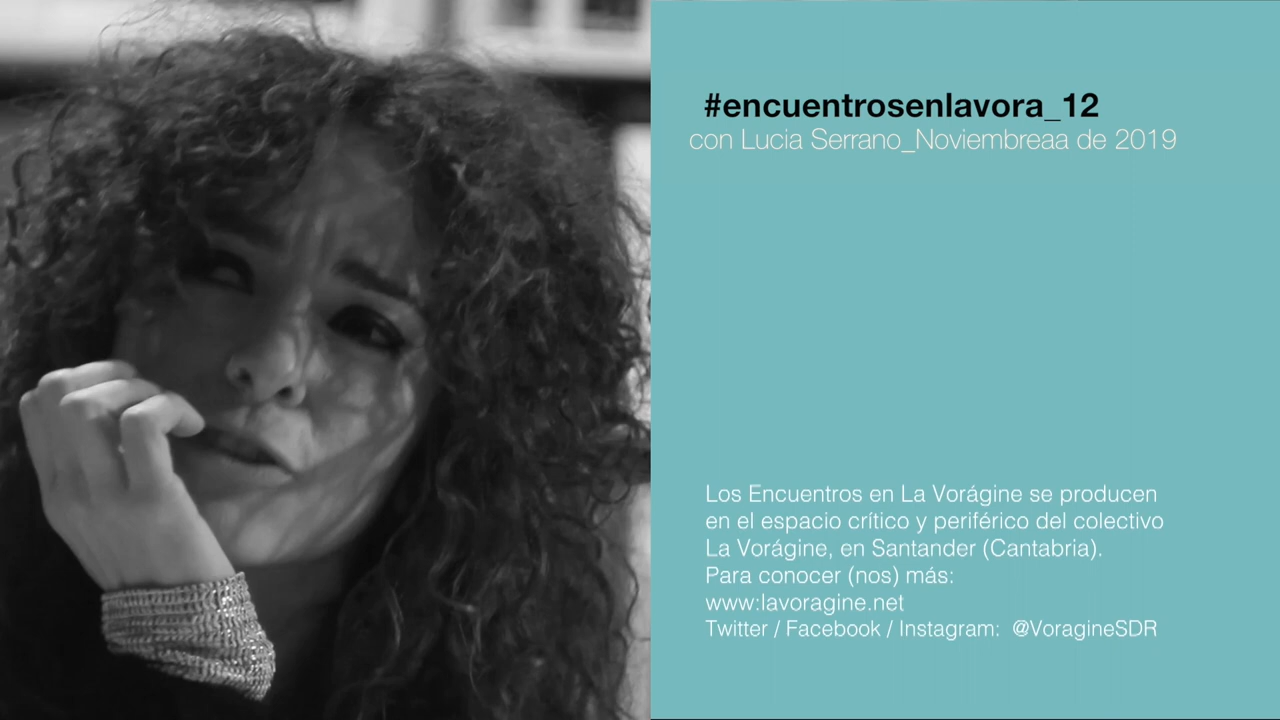 #encuentrosenlavora_12
con Lucia Serrano_Noviembreaa de 2019
Los Encuentros en La Vorágine se producen
en el espacio crítico y periférico del colectivo
La Vorágine, en Santander (Cantabria).
Para conocer (nos) más:
www:lavoragine.net
Twitter / Facebook / Instagram: @VoragineSDR